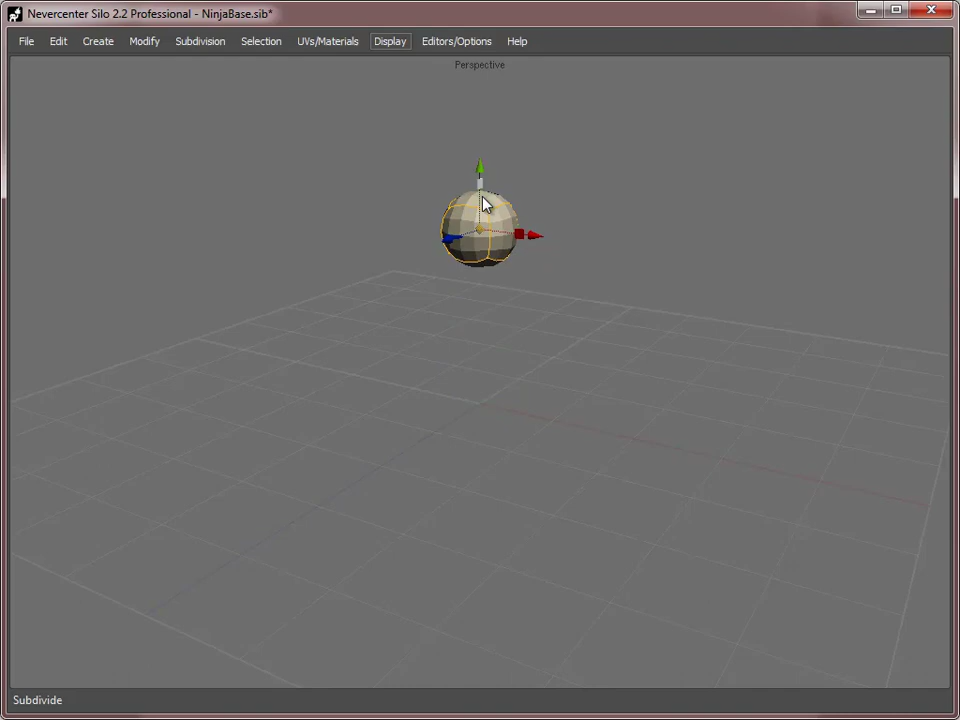 Nevercenter Silo 2.2 Professional - NinjaBase.sib*
File Edit Create Modify Subdivision Selection UVs/Materials Display Editors/Options Help
Perspective
Subdivide